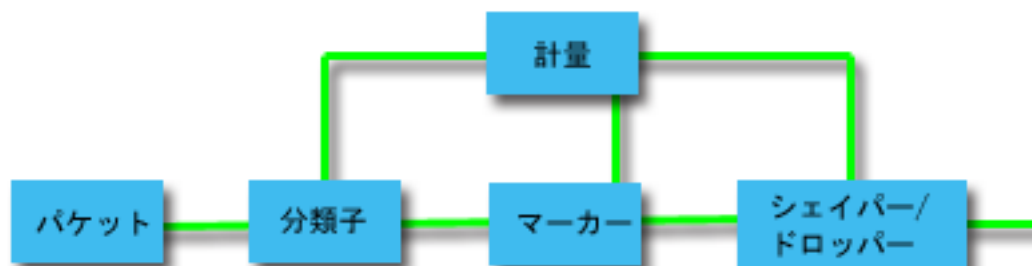 計量
パケット
分類子
マーカー
シェイパー/
ドロッパー